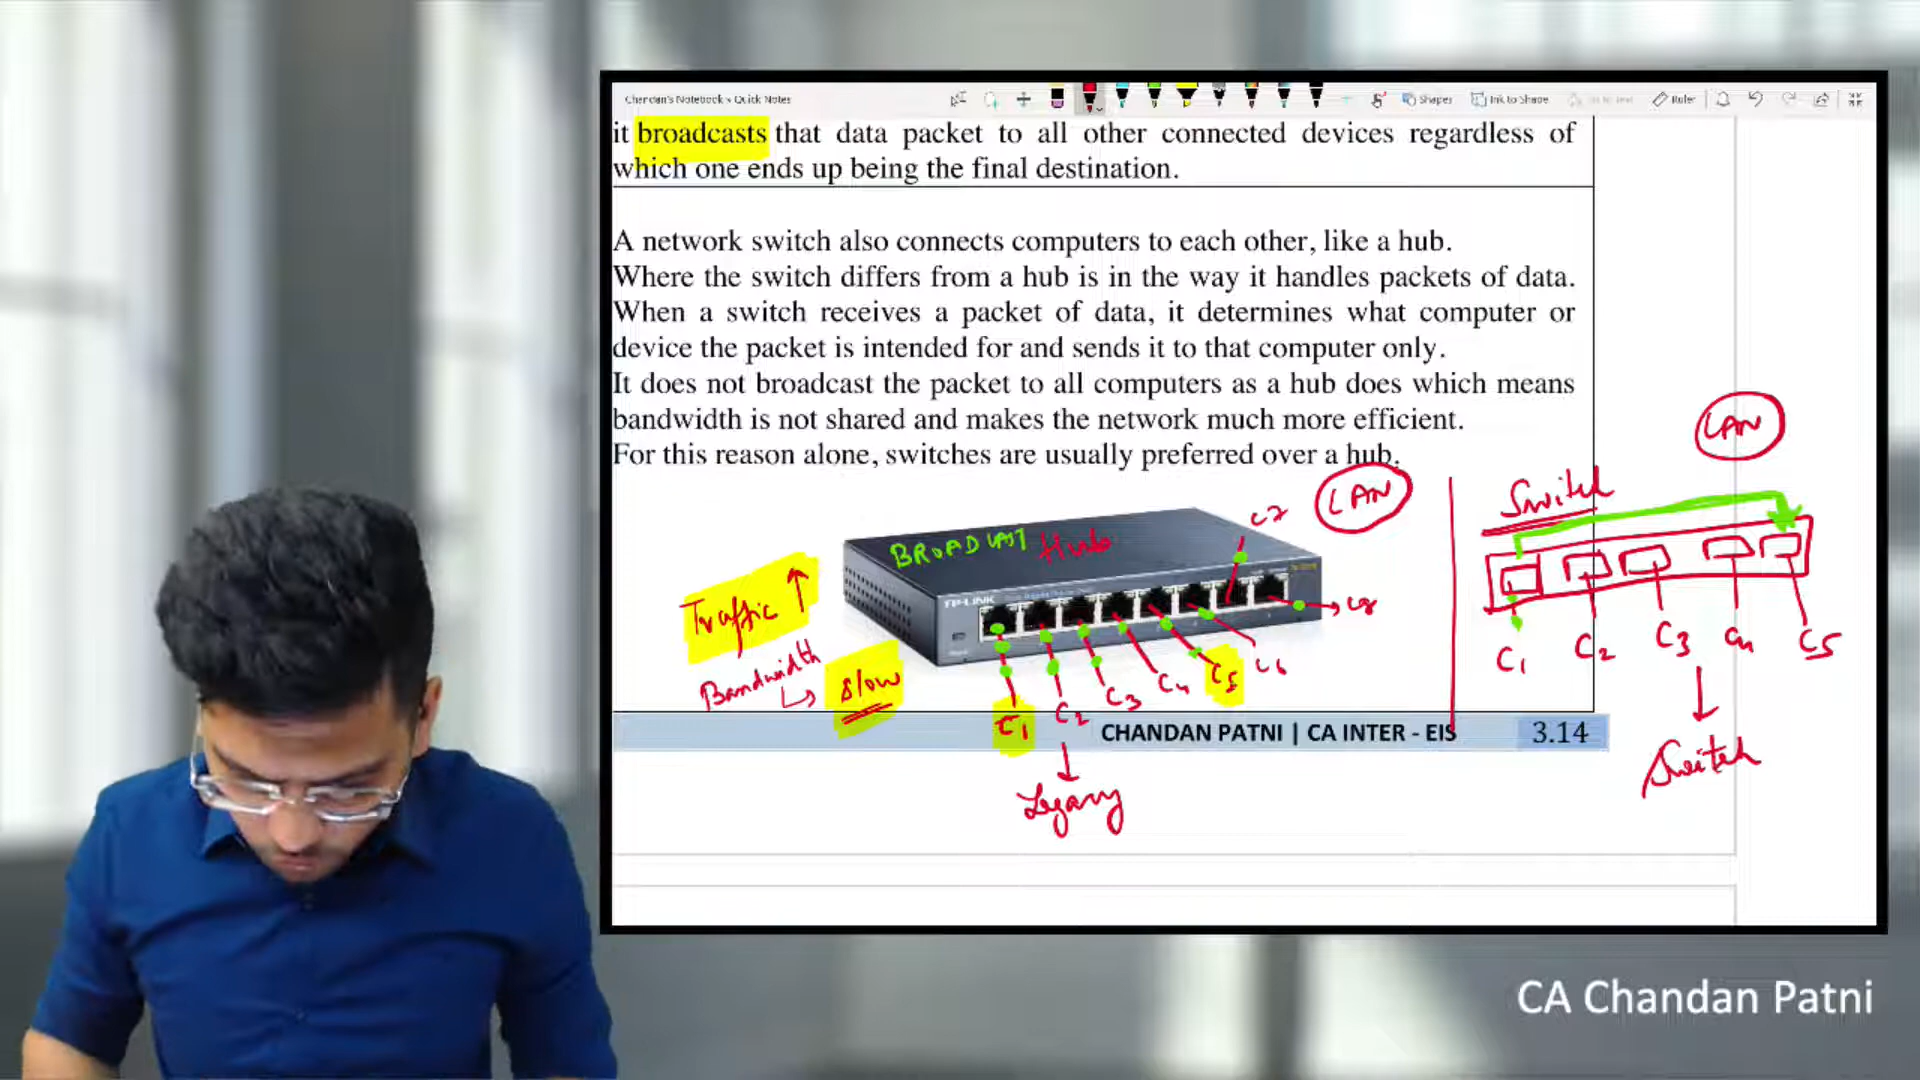 Chandan's Notebook » Quick Notes
Shapes
Ink to Shape
Ruler
it broadcasts that data packet to all other connected devices regardless of
which one ends up being the final destination.
A network switch also connects computers to each other, like a hub.
Where the switch differs from a hub is in the way it handles packets of data.
When a switch receives a packet of data, it determines what computer or
device the packet is intended for and sends it to that computer only.
It does not broadcast the packet to all computers as a hub does which means
bandwidth is not shared and makes the network much more efficient.
For this reason alone, switches are usually preferred over a hub.
LAN
LAN
Switch
BROADCAST Hub
C7
TP-LINK
Traffic ↑
Bandwidth
↳ Slow
C8
C1 C2 C3 C4 C5 C6
C1 C2 C3 C4 C5
Switch
Legacy
CHANDAN PATNI | CA INTER - EIS 3.14
CA Chandan Patni